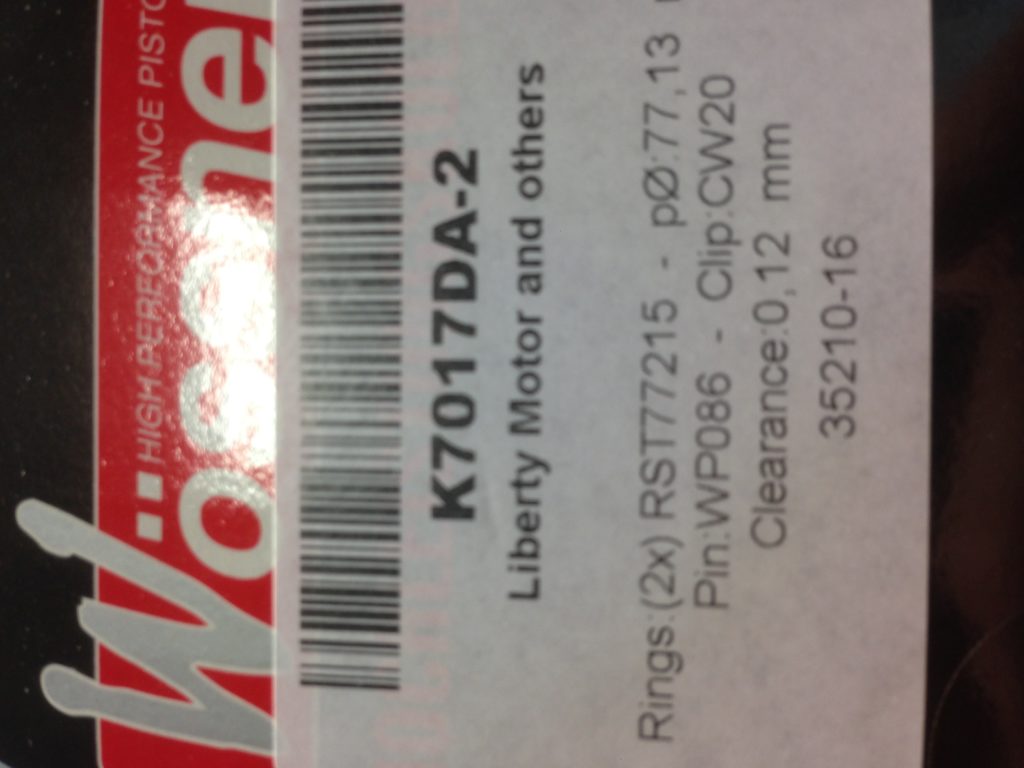 HIGH PERFORMANCE PISTO
Wossner
K7017DA-2
Liberty Motor and others
Rings:(2x) RST77215 - pØ:77,13
Pin:WP086 - Clip:CW20
Clearance:0,12 mm
35210-16